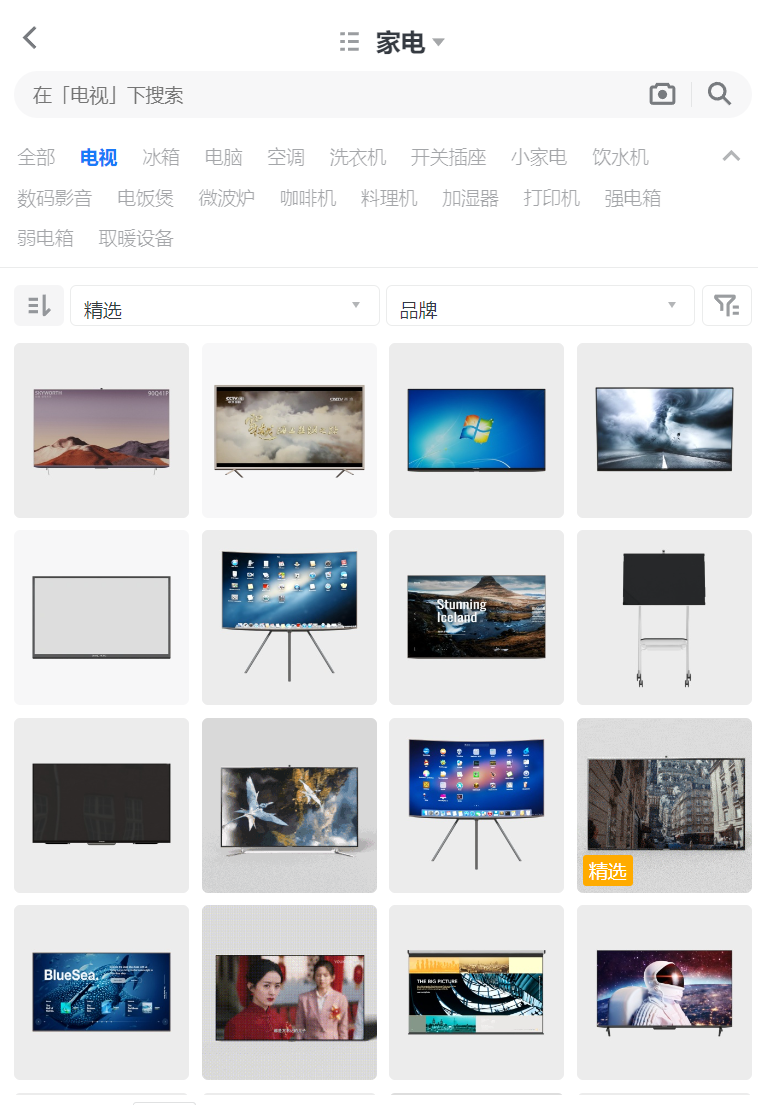 家电
在「电视」下搜索
全部 电视 冰箱 电脑 空调 洗衣机 开关插座 小家电 饮水机
数码影音 电饭煲 微波炉 咖啡机 料理机 加湿器 打印机 强电箱
弱电箱 取暖设备
精选 品牌
SKYWORTH 90Q41P
CCTV
Stunning
Iceland
精选
BlueSea.
THE BIG PICTURE